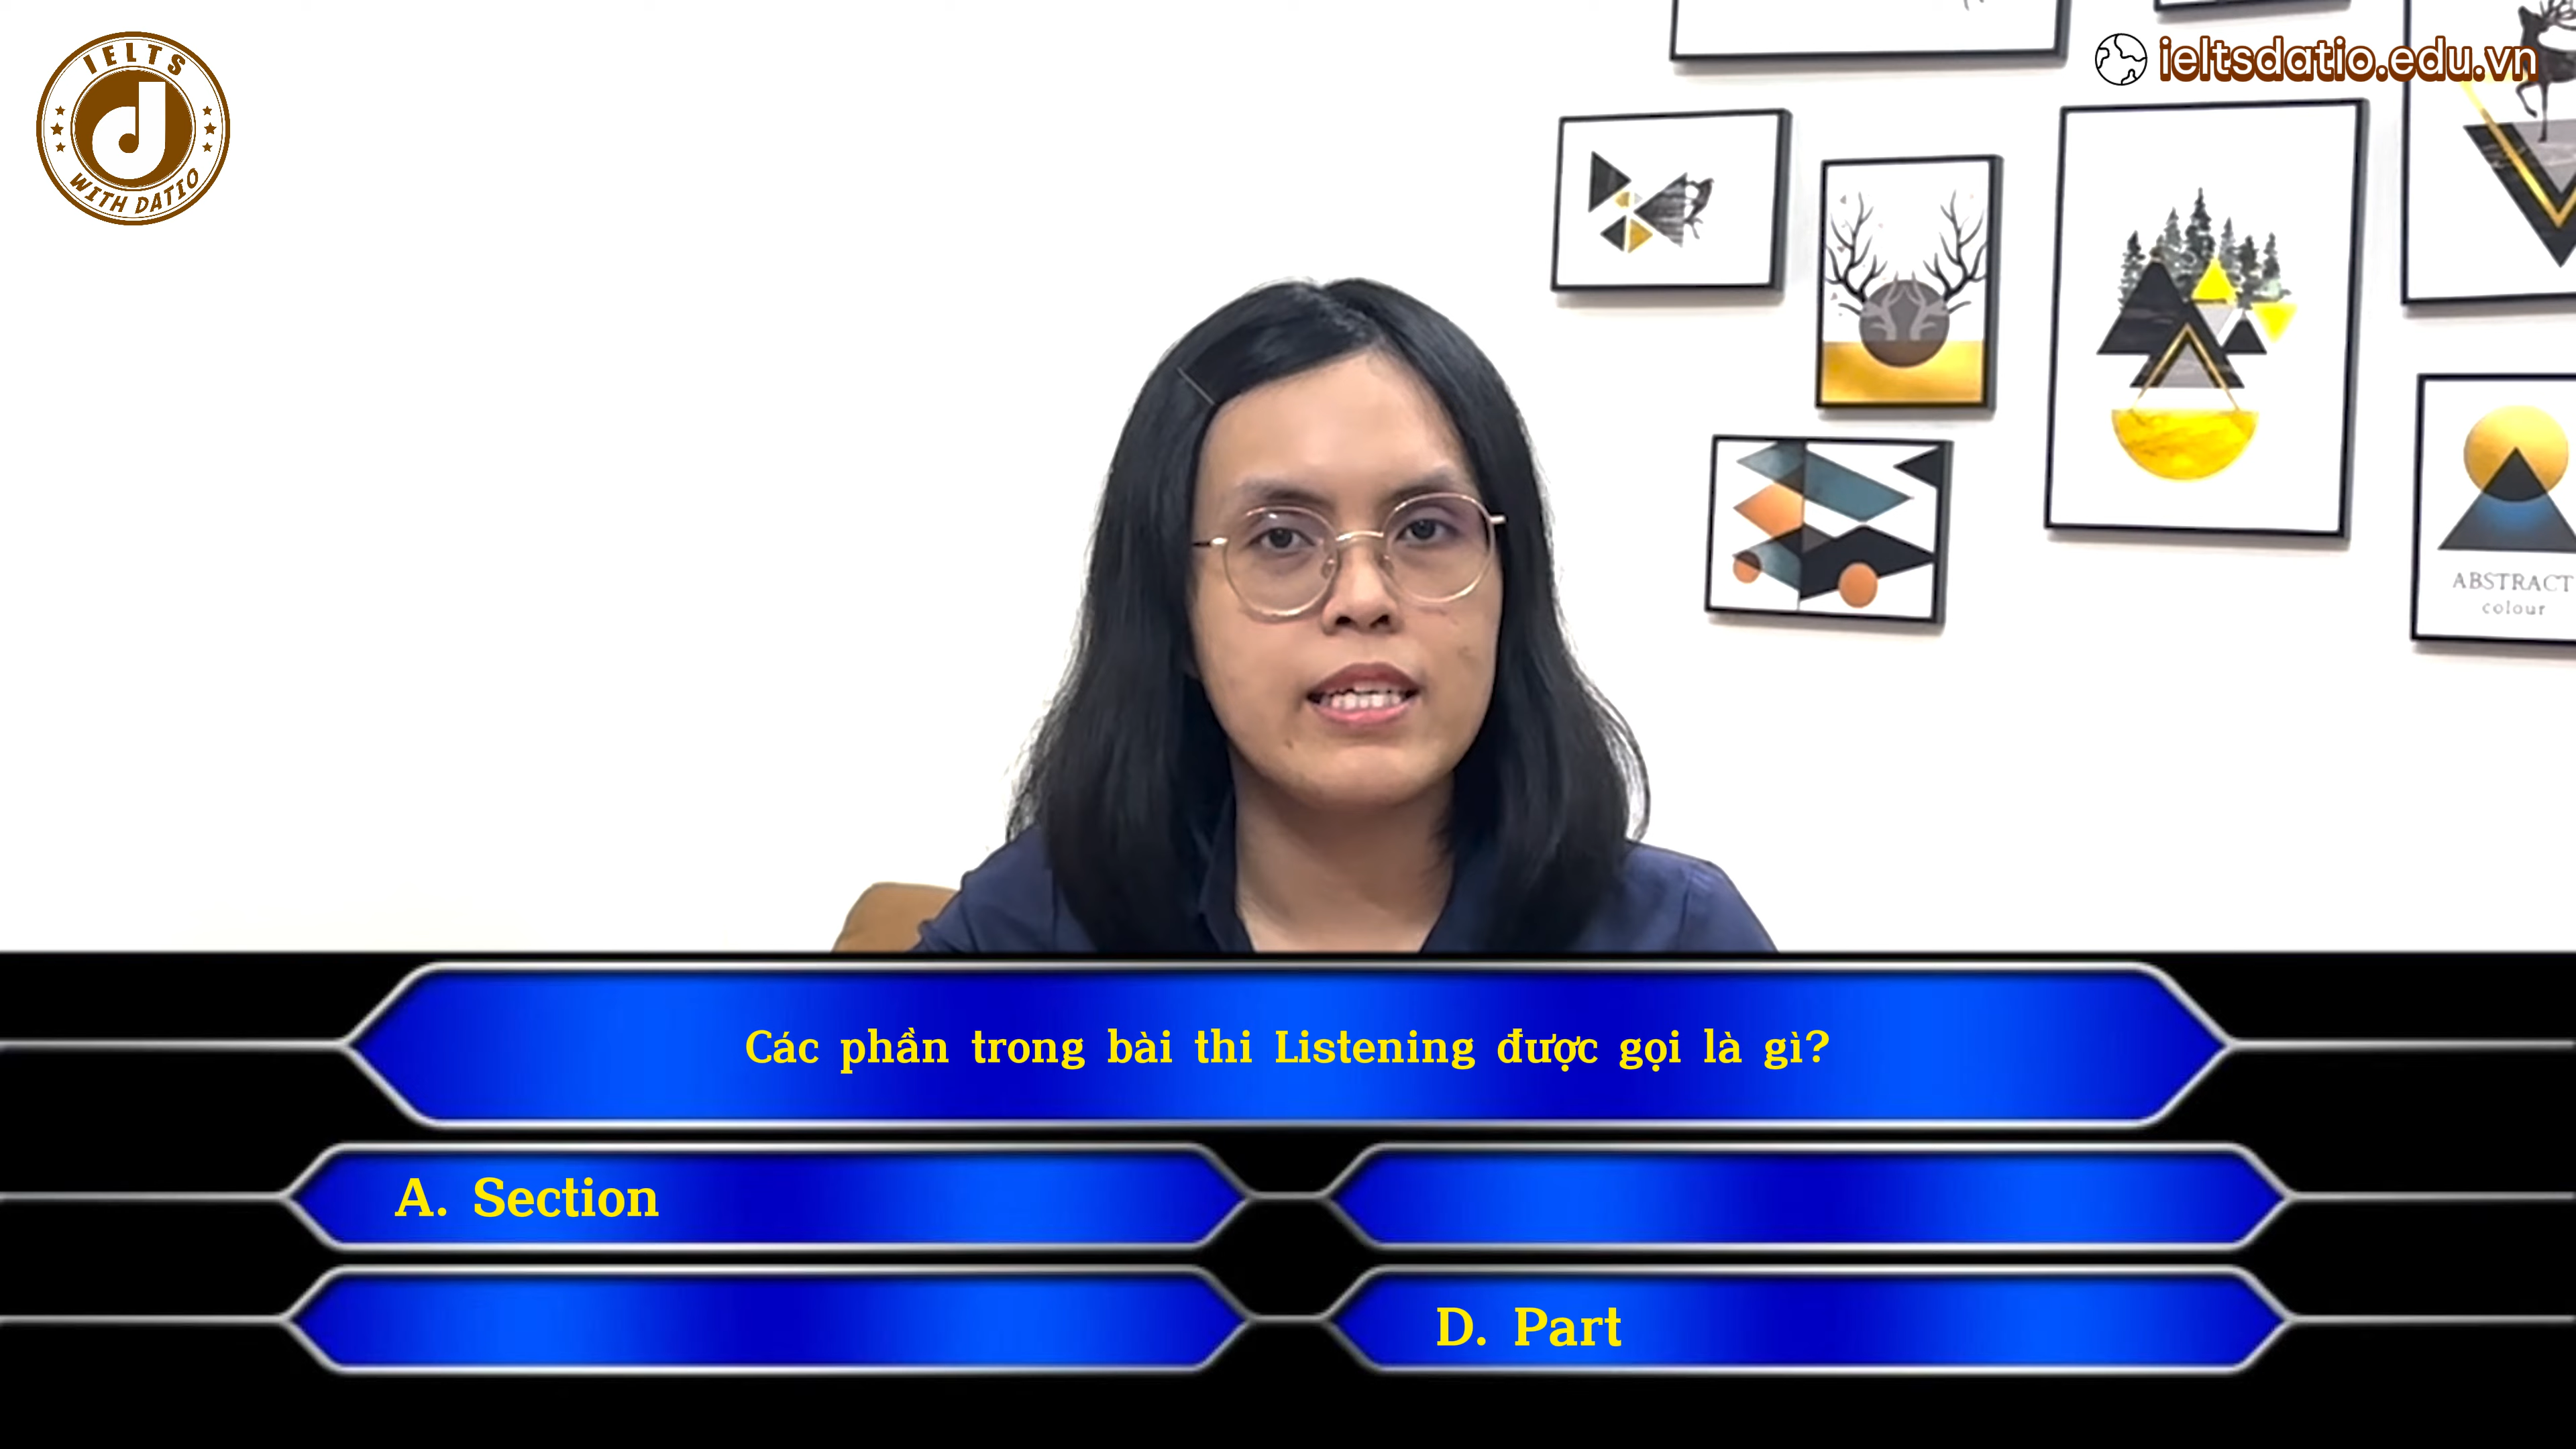 IELTS
WITH DATIO
ieltsdatio.edu.vn
ABSTRACT
colour
Các phần trong bài thi Listening được gọi là gì?
A. Section
D. Part